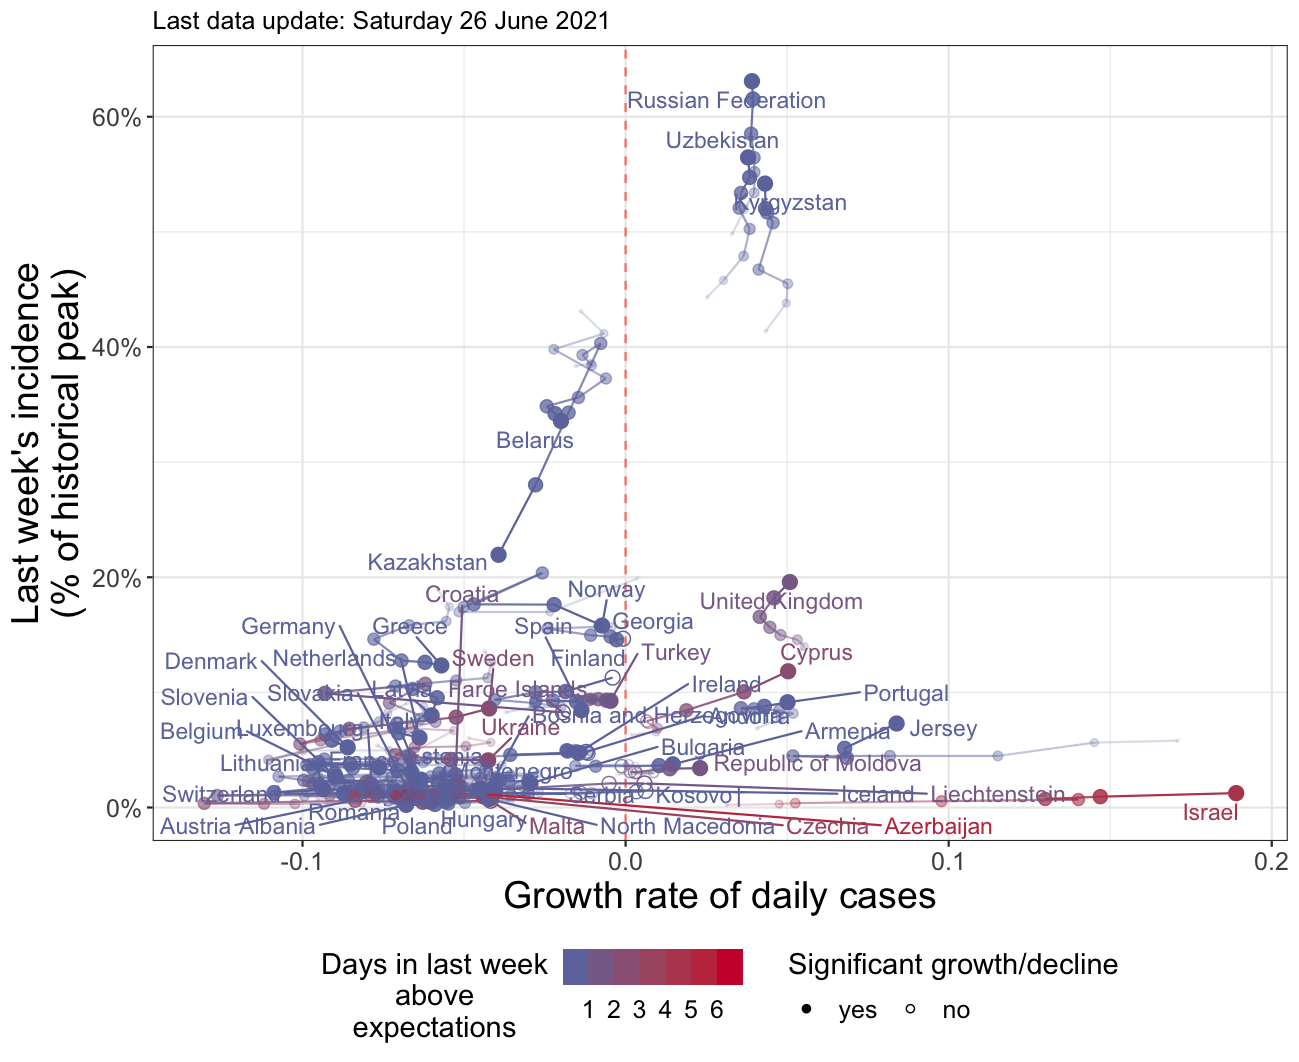 Last data update: Saturday 26 June 2021
Last week's incidence
(% of historical peak)
60%
40%
20%
0%
Russian Federation
Uzbekistan
Kyrgyzstan
Belarus
Kazakhstan
Croatia
Norway
United Kingdom
Germany
Greece
Spain
Georgia
Denmark
Netherlands
Sweden
Finland
Turkey
Cyprus
Slovenia
Slovakia
Latvia
Faroe Islands
Ireland
Portugal
Belgium
Luxembourg
Italy
Ukraine
Bosnia and Herzegovina
Andorra
Armenia
Jersey
Lithuania
France
Estonia
Montenegro
Bulgaria
Republic of Moldova
Switzerland
Serbia
Kosovo
Iceland
Liechtenstein
Romania
Israel
Austria
Albania
Poland
Hungary
Malta
North Macedonia
Czechia
Azerbaijan
-0.1
0.0
0.1
0.2
Growth rate of daily cases
Days in last week
above
expectations
1 2 3 4 5 6
Significant growth/decline
yes
no